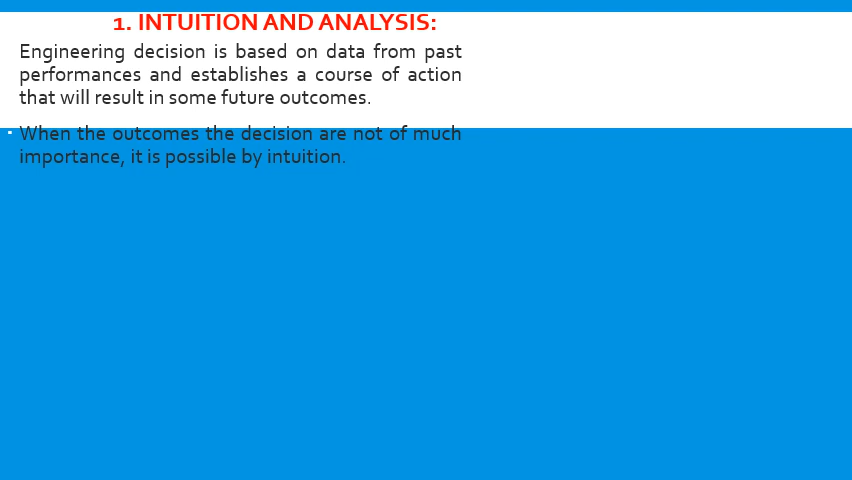 1. INTUITION AND ANALYSIS:
Engineering decision is based on data from past
performances and establishes a course of action
that will result in some future outcomes.
▪ When the outcomes the decision are not of much
importance, it is possible by intuition.